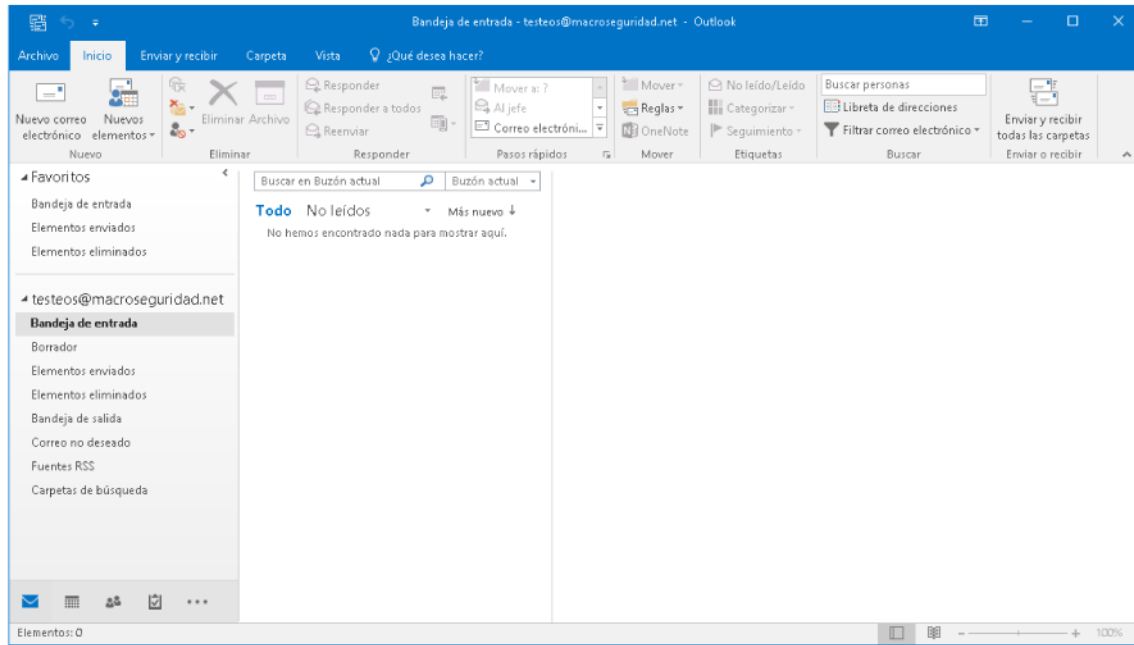 Bandeja de entrada - testeos@macroseguridad.net - Outlook
Archivo Inicio Enviar y recibir Carpeta Vista ¿Qué desea hacer?
Nuevo correo electrónico
Nuevos elementos
Nuevo
Eliminar
Archivo
Eliminar
Responder
Responder a todos
Reenviar
Responder
Mover a: ?
Al jefe
Correo electróni...
Pasos rápidos
Mover
Reglas
OneNote
Mover
No leído/Leído
Categorizar
Seguimiento
Etiquetas
Buscar personas
Libreta de direcciones
Filtrar correo electrónico
Buscar
Enviar y recibir
todas las carpetas
Enviar o recibir
Favoritos
Bandeja de entrada
Elementos enviados
Elementos eliminados
testeos@macroseguridad.net
Bandeja de entrada
Borrador
Elementos enviados
Elementos eliminados
Bandeja de salida
Correo no deseado
Fuentes RSS
Carpetas de búsqueda
Buscar en Buzón actual Buzón actual
Todo No leídos Más nuevo ↓
No hemos encontrado nada para mostrar aquí.
Elementos: 0 100%